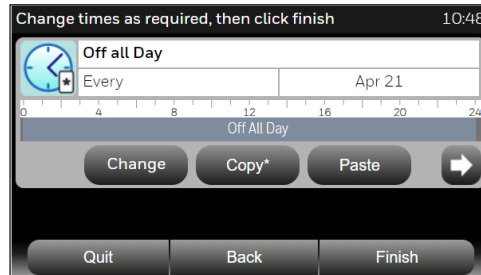 Change times as required, then click finish 10:48
Off all Day
*
Every Apr 21
0 4 8 12 16 20 24
Off All Day
Change Copy* Paste
Quit Back Finish